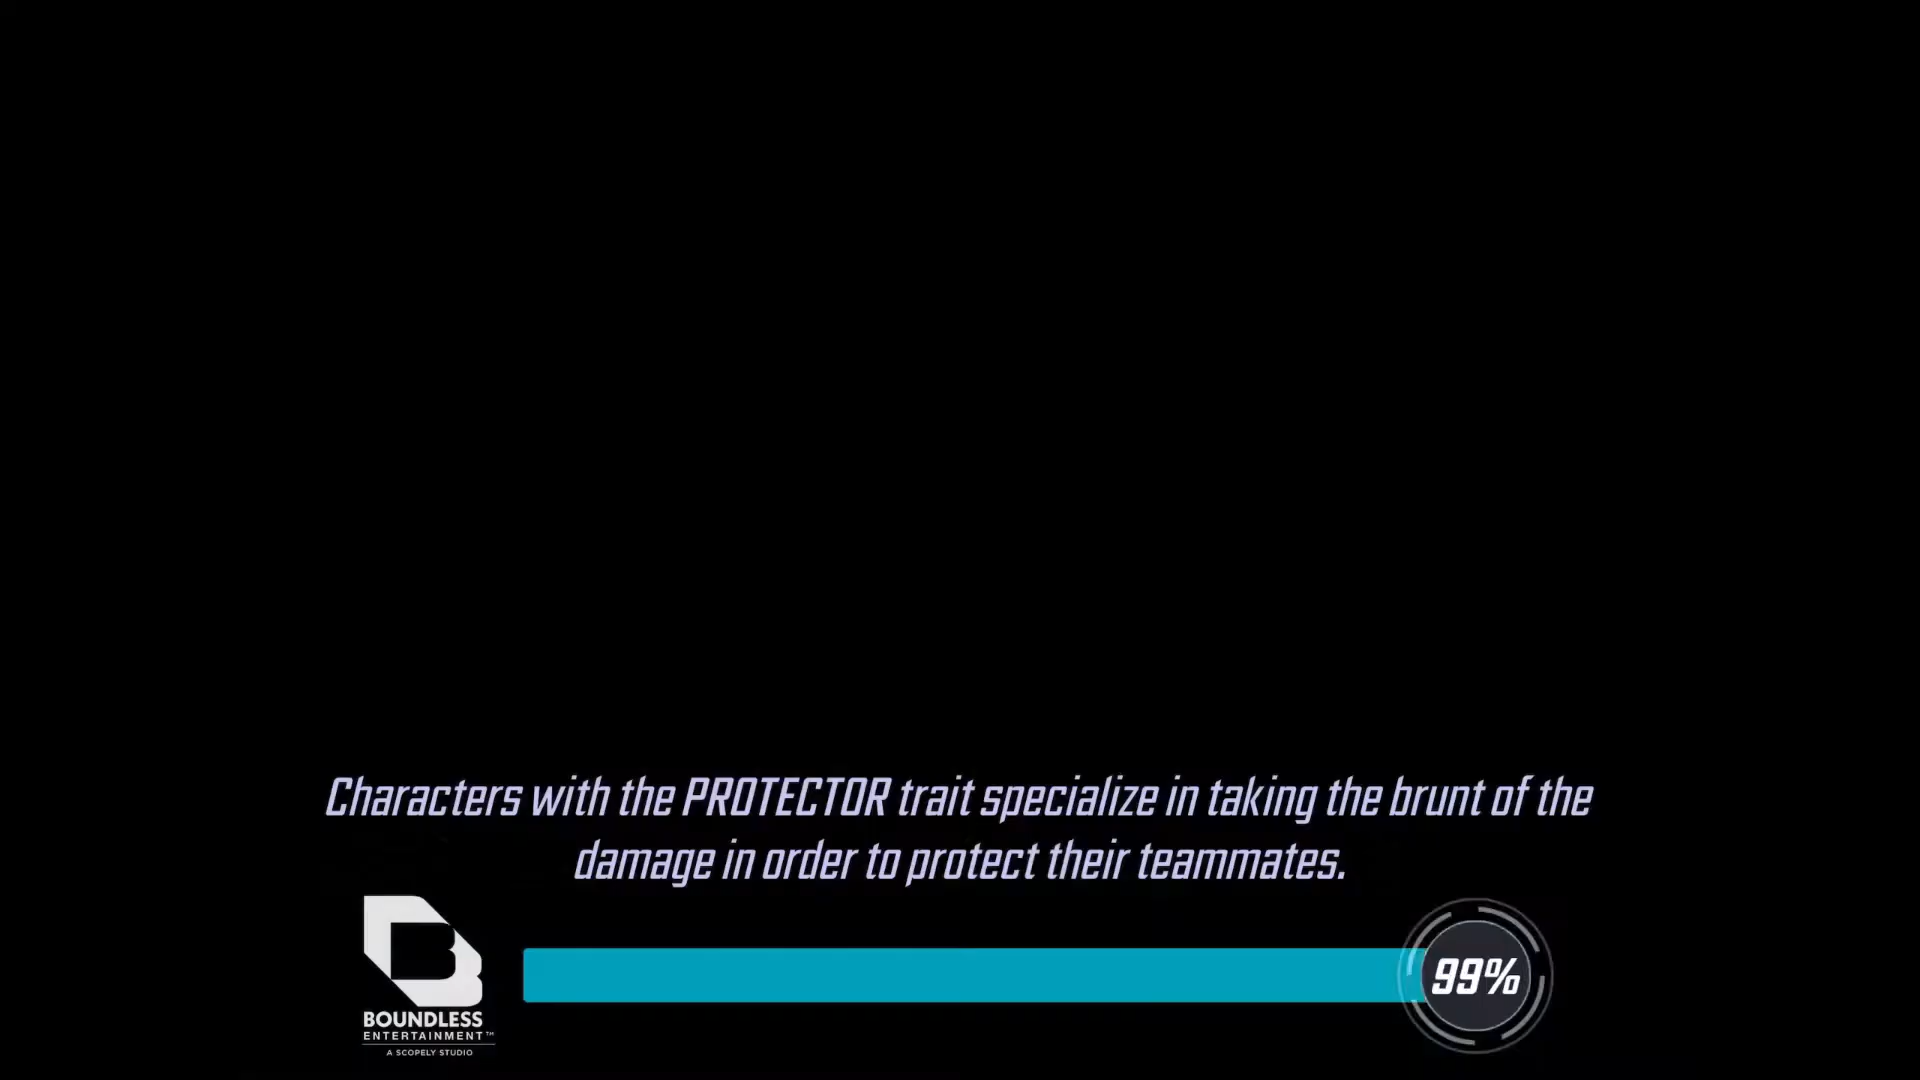 Characters with the PROTECTOR trait specialize in taking the brunt of the
damage in order to protect their teammates.
99%
BOUNDLESS
ENTERTAINMENT™
A SCOPELY STUDIO